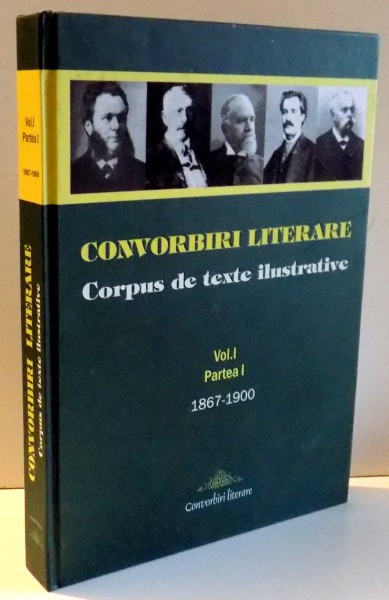 CONVORBIRI LITERARE
Corpus de texte ilustrative
Vol.I
Partea I
1867-1900
Convorbiri literare
Vol.I
Partea I
1867-1900
CONVORBIRI LITERARE
Corpus de texte ilustrative